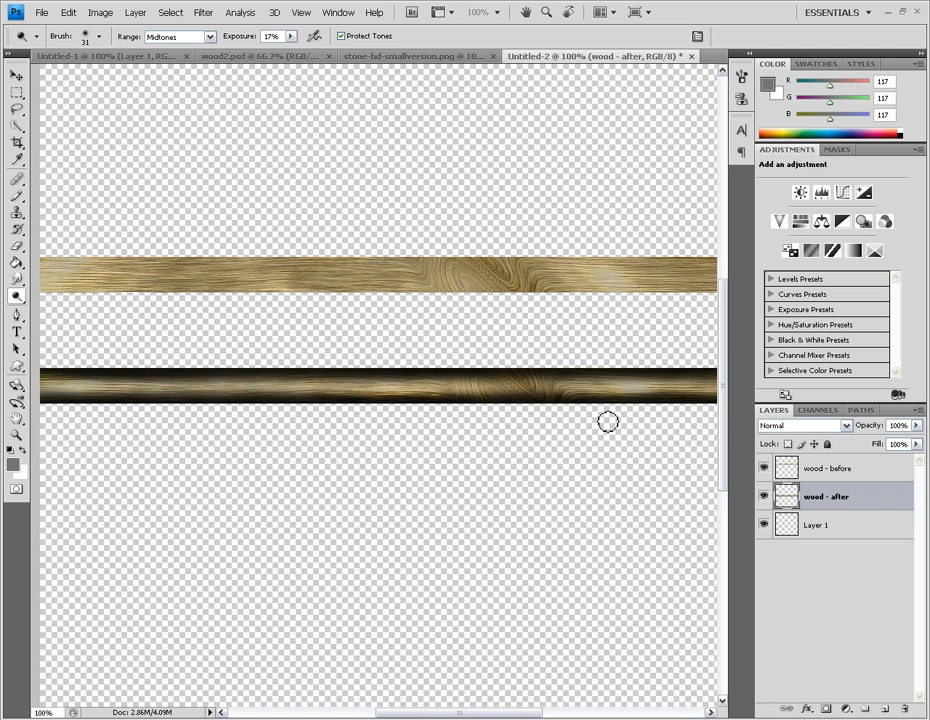 Ps File Edit Image Layer Select Filter Analysis 3D View Window Help Br 100% ESSENTIALS
Brush: 31 Range: Midtones Exposure: 17% Protect Tones
Untitled-1 @ 100% (Layer 1, RG... × wood2.psd @ 66.7% (RGB/... × stone-hd-smallversion.png @ 10... × Untitled-2 @ 100% (wood - after, RGB/8) * ×
COLOR SWATCHES STYLES
R 117
G 117
B 117
ADJUSTMENTS MASKS
Add an adjustment
Levels Presets
Curves Presets
Exposure Presets
Hue/Saturation Presets
Black & White Presets
Channel Mixer Presets
Selective Color Presets
LAYERS CHANNELS PATHS
Normal Opacity: 100%
Lock: Fill: 100%
wood - before
wood - after
Layer 1
100% Doc: 2.86M/4.09M